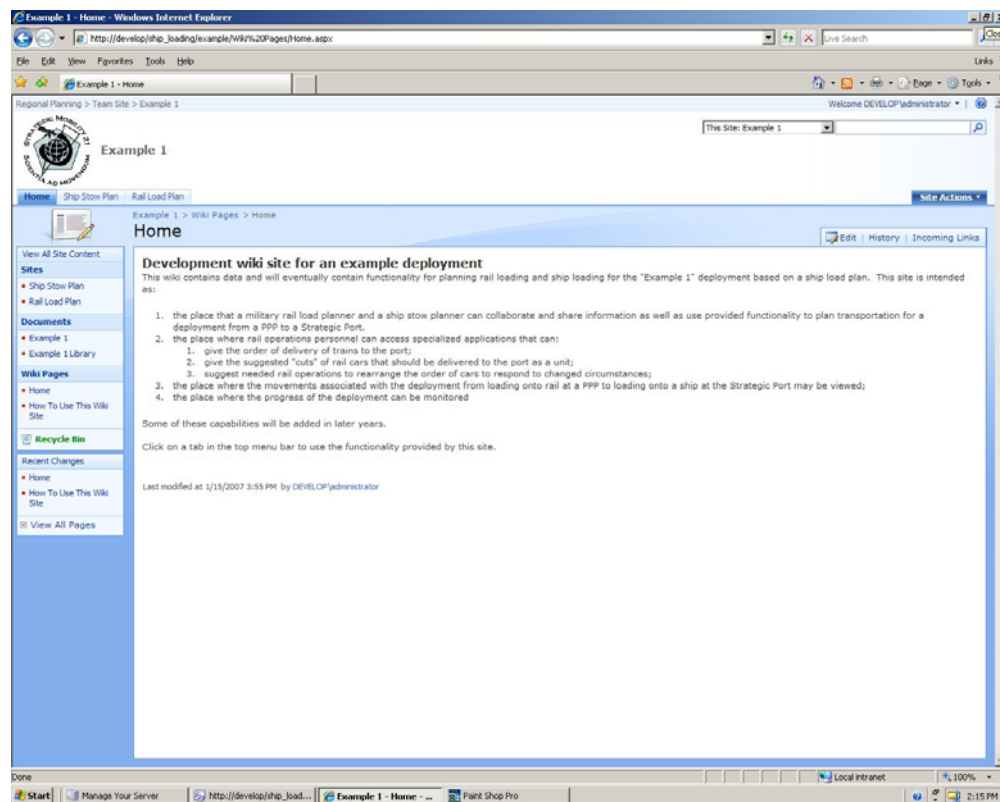 Example 1 - Home - Windows Internet Explorer
http://develop/ship_loading/example/Wiki%20Pages/Home.aspx
Live Search
Clos
File Edit View Favorites Tools Help
Links
Example 1 - Home
Page Tools
Regional Planning > Team Site > Example 1
Welcome DEVELOP\administrator
STRATEGIC MOBILITY 21
SCIENTIA AD MOVENDUM
Example 1
This Site: Example 1
Home Ship Stow Plan Rail Load Plan
Site Actions
Example 1 > Wiki Pages > Home
Home
Edit | History | Incoming Links
View All Site Content
Sites
Ship Stow Plan
Rail Load Plan
Documents
Example 1
Example 1 Library
Wiki Pages
Home
How To Use This Wiki
Site
Recycle Bin
Recent Changes
Home
How To Use This Wiki
Site
View All Pages
Development wiki site for an example deployment
This wiki contains data and will eventually contain functionality for planning rail loading and ship loading for the "Example 1" deployment based on a ship load plan. This site is intended
as:
1. the place that a military rail load planner and a ship stow planner can collaborate and share information as well as use provided functionality to plan transportation for a
deployment from a PPP to a Strategic Port.
2. the place where rail operations personnel can access specialized applications that can:
1. give the order of delivery of trains to the port;
2. give the suggested "cuts" of rail cars that should be delivered to the port as a unit;
3. suggest needed rail operations to rearrange the order of cars to respond to changed circumstances;
3. the place where the movements associated with the deployment from loading onto rail at a PPP to loading onto a ship at the Strategic Port may be viewed;
4. the place where the progress of the deployment can be monitored
Some of these capabilities will be added in later years.
Click on a tab in the top menu bar to use the functionality provided by this site.
Last modified at 1/15/2007 3:55 PM by DEVELOP\administrator
Done
Local intranet
100%
Start
Manage Your Server
http://develop/ship_load...
Example 1 - Home - ...
Paint Shop Pro
2:15 PM